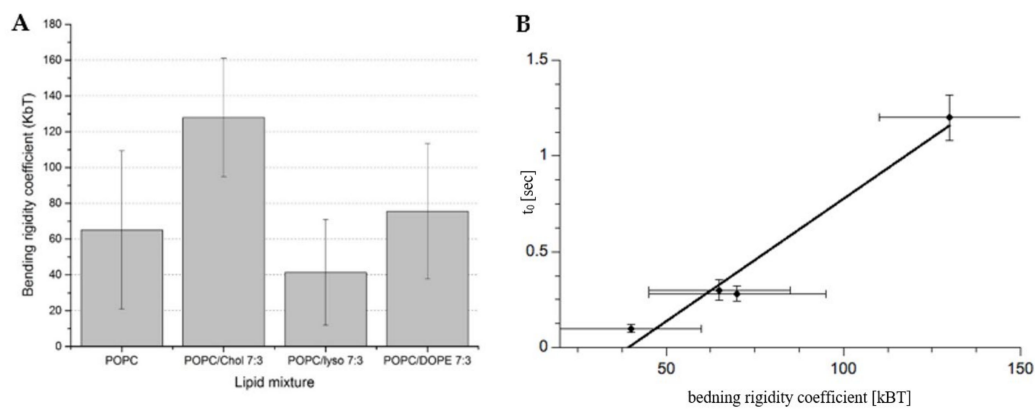 A
Bending rigidity coefficient (KbT)
180
160
140
120
100
80
60
40
20
0
POPC
POPC/Chol 7:3
POPC/lyso 7:3
POPC/DOPE 7:3
Lipid mixture
B
t₀ [sec]
1.5
1
0.5
0
50
100
150
bedning rigidity coefficient [kBT]